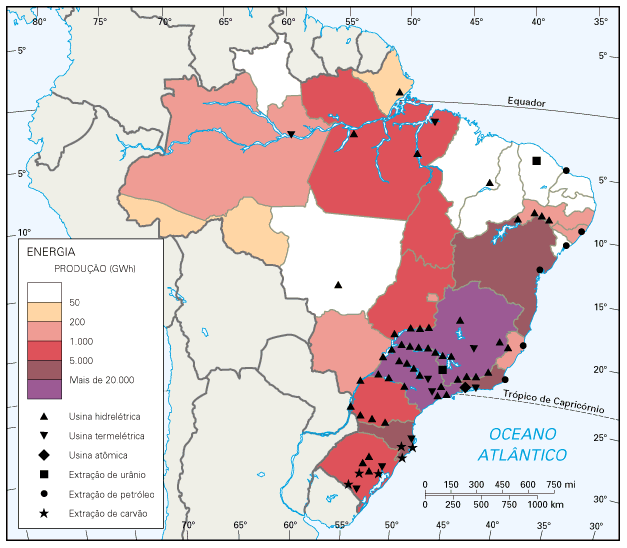 80° 75° 70° 65° 60° 55° 50° 45° 40° 35°
5° 5°
Equador
5° 5°
10° 10°
15°
20°
Trópico de Capricórnio
25°
30°
OCEANO
ATLÂNTICO
ENERGIA
PRODUÇÃO (GWh)
50
200
1.000
5.000
Mais de 20 000
Usina hidrelétrica
Usina termelétrica
Usina atômica
Extração de urânio
Extração de petróleo
Extração de carvão
0 150 300 450 600 750 mi
0 250 500 750 1000 km
70° 65° 60° 55° 50° 45° 40° 35°